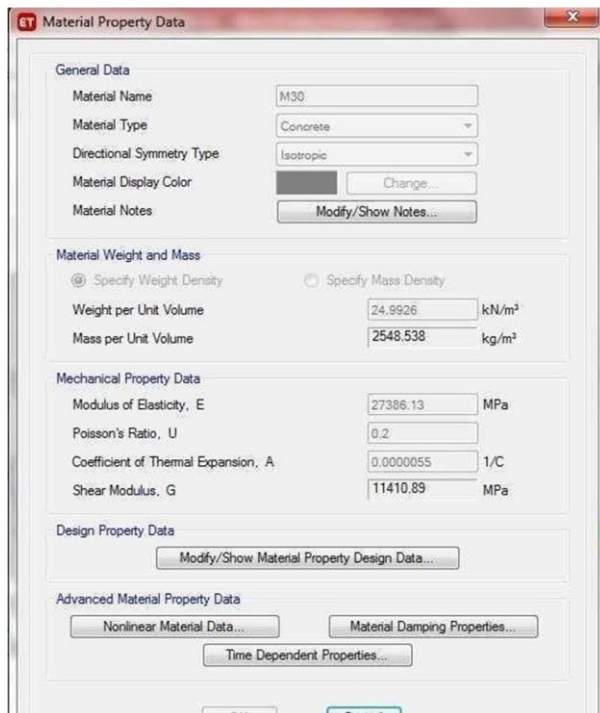 ET Material Property Data
General Data
Material Name M30
Material Type Concrete
Directional Symmetry Type Isotropic
Material Display Color Change...
Material Notes Modify/Show Notes...
Material Weight and Mass
Specify Weight Density Specify Mass Density
Weight per Unit Volume 24.9926 kN/m³
Mass per Unit Volume 2548.538 kg/m³
Mechanical Property Data
Modulus of Elasticity, E 27386.13 MPa
Poisson's Ratio, U 0.2
Coefficient of Thermal Expansion, A 0.0000055 1/C
Shear Modulus, G 11410.89 MPa
Design Property Data
Modify/Show Material Property Design Data...
Advanced Material Property Data
Nonlinear Material Data... Material Damping Properties...
Time Dependent Properties...